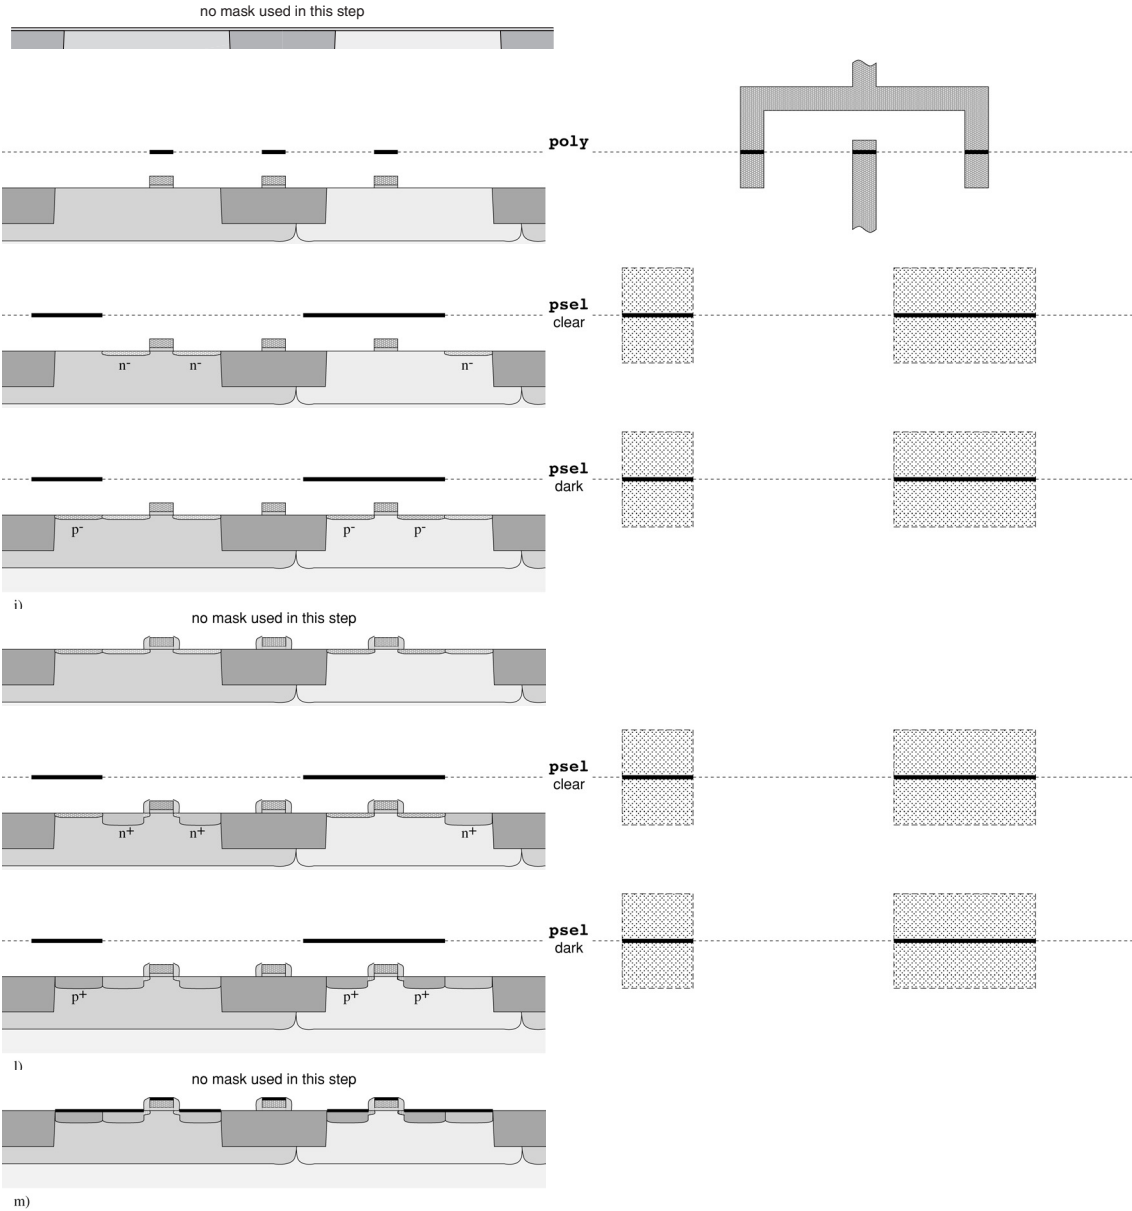 no mask used in this step
poly
psel
clear
n-
n-
n-
psel
dark
p-
p-
p-
i)
no mask used in this step
psel
clear
n+
n+
n+
psel
dark
p+
p+
p+
l)
no mask used in this step
m)